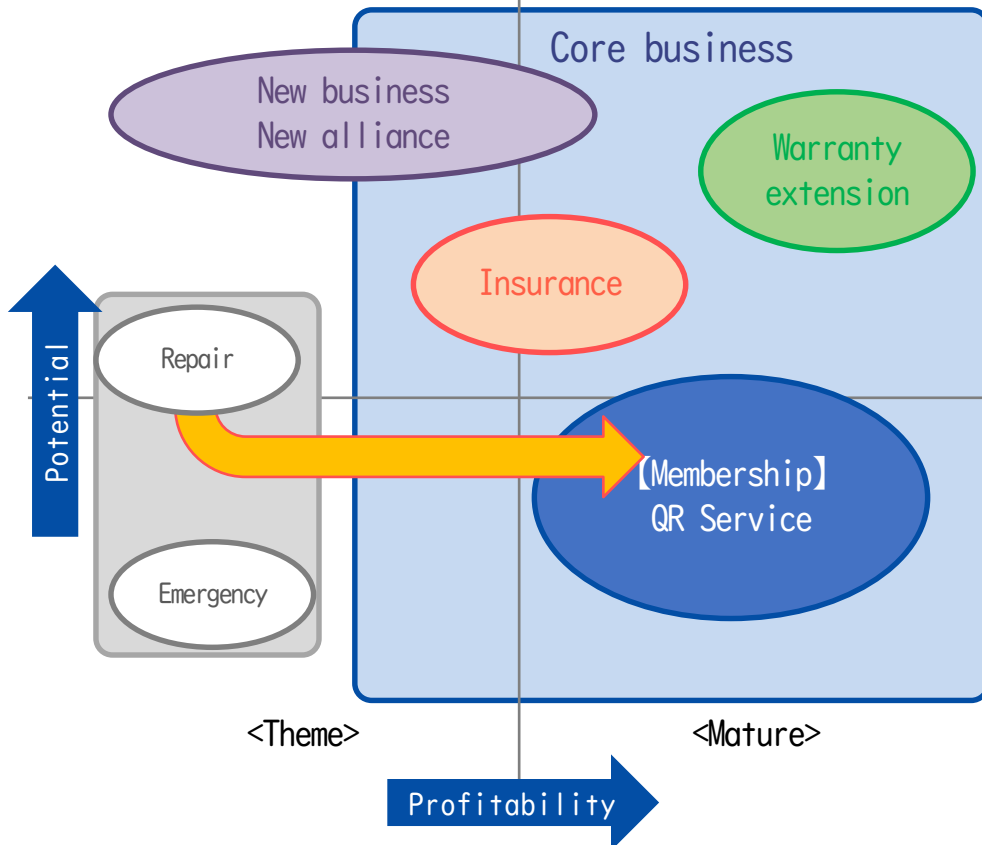 Core business
New business
New alliance
Warranty
extension
Insurance
Repair
Potential
【Membership】
QR Service
Emergency
<Theme>
<Mature>
Profitability